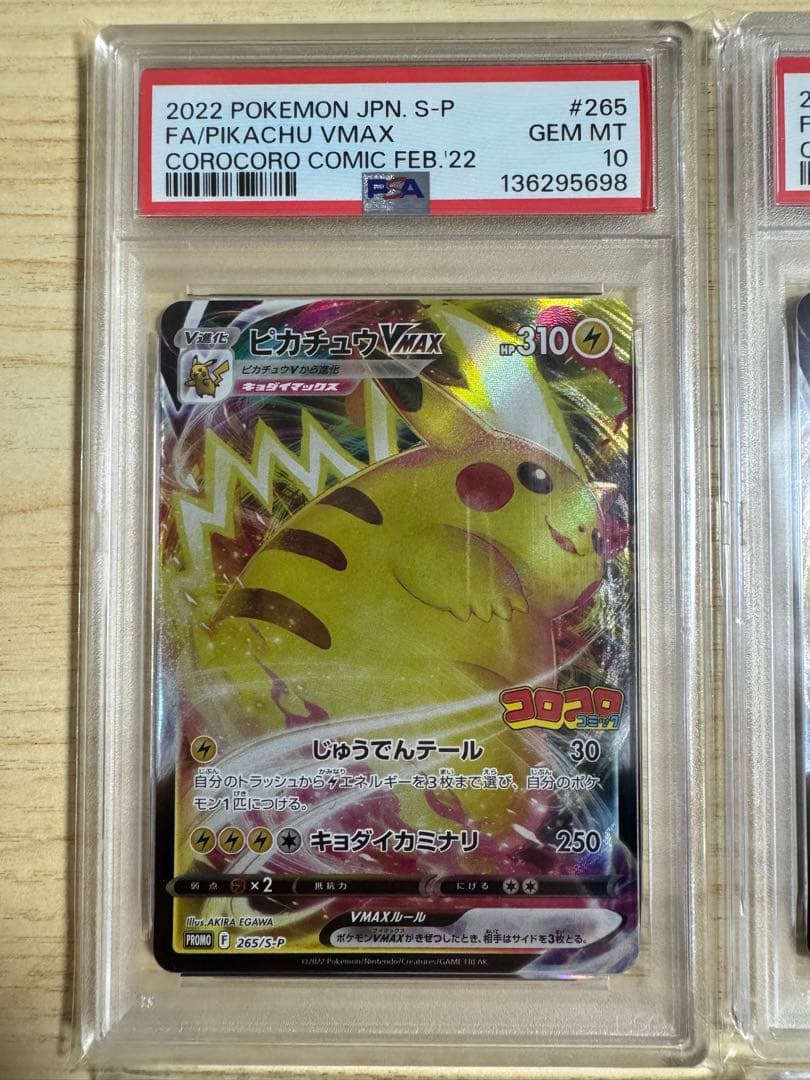 2022 POKEMON JPN. S-P #265
FA/PIKACHU VMAX GEM MT
COROCORO COMIC FEB.'22 10
PSA 136295698
V進化
ピカチュウVMAX HP310
ピカチュウVから進化
キョダイマックス
コロコロ
コミック
じゅうでんテール 30
自分のトラッシュからエネルギーを3枚まで選び、自分のポケ
モン1匹につける。
キョダイカミナリ 250
弱点 ×2 抵抗力 にげる
Illus.AKIRA EGAWA
VMAXルール
ポケモンVMAXがきぜつしたとき、相手はサイドを3枚とる。
PROMO F 265/S-P
©2022 Pokémon/Nintendo/Creatures/GAME FREAK